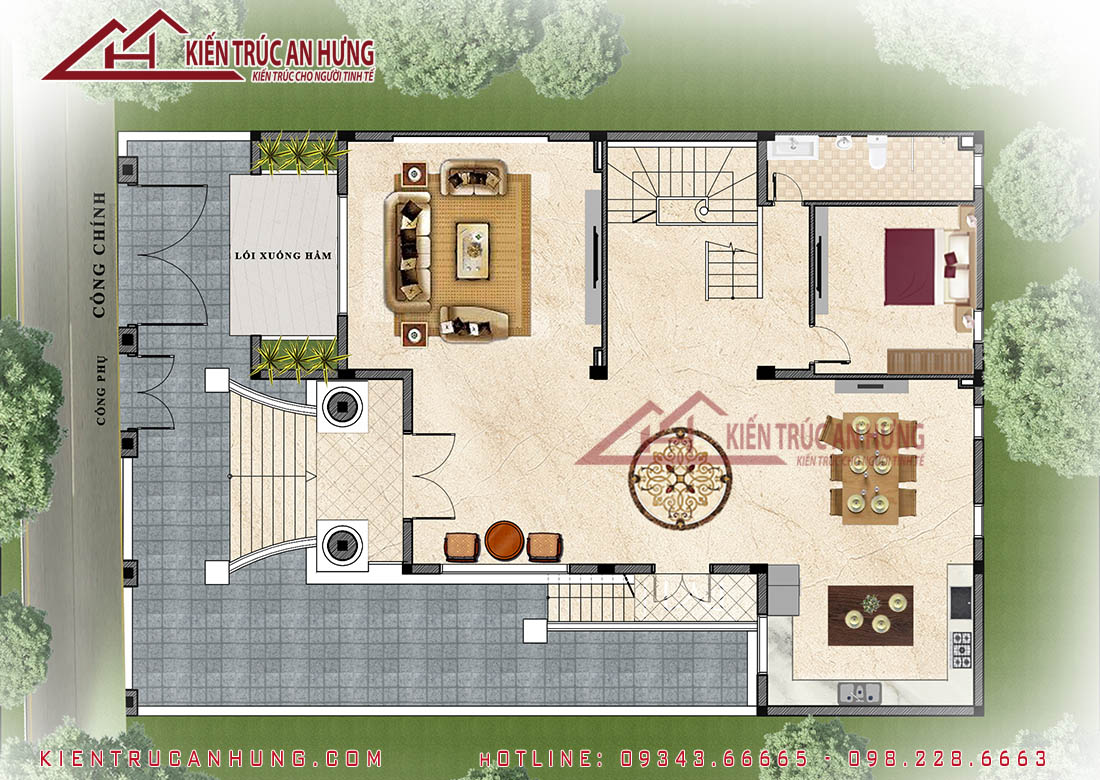 KIẾN TRÚC AN HƯNG
KIẾN TRÚC CHO NGƯỜI TINH TẾ
CỔNG CHÍNH
LỐI XUỐNG HẦM
CỔNG PHỤ
KIẾN TRÚC AN HƯNG
KIẾN TRÚC CHO NGƯỜI TINH TẾ
KIENTRUCANHUNG.COM HOTLINE: 09343.66665 - 098.228.6663